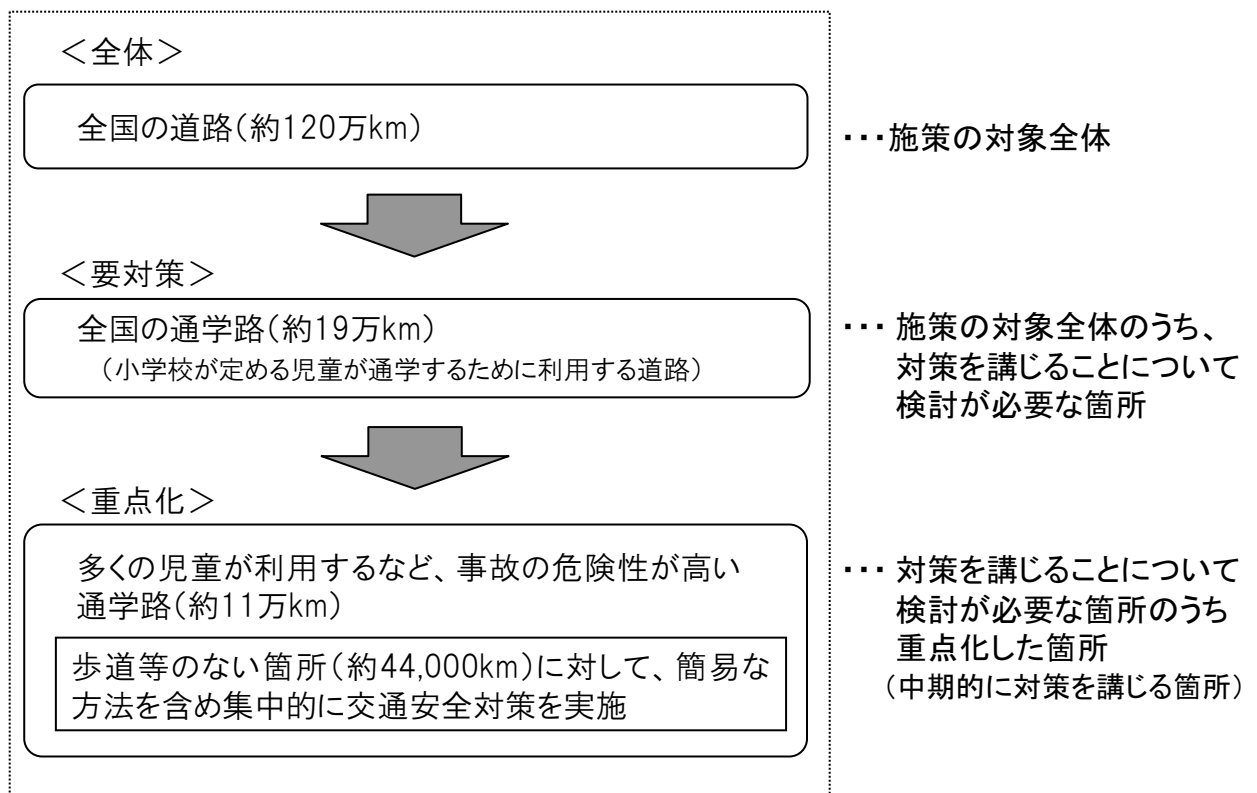 ＜全体＞
全国の道路(約120万km)
・・・施策の対象全体
＜要対策＞
全国の通学路(約19万km)
(小学校が定める児童が通学するために利用する道路)
・・・ 施策の対象全体のうち、
対策を講じることについて
検討が必要な箇所
＜重点化＞
多くの児童が利用するなど、事故の危険性が高い
通学路(約11万km)
歩道等のない箇所(約44,000km)に対して、簡易な
方法を含め集中的に交通安全対策を実施
・・・ 対策を講じることについて
検討が必要な箇所のうち
重点化した箇所
(中期的に対策を講じる箇所)